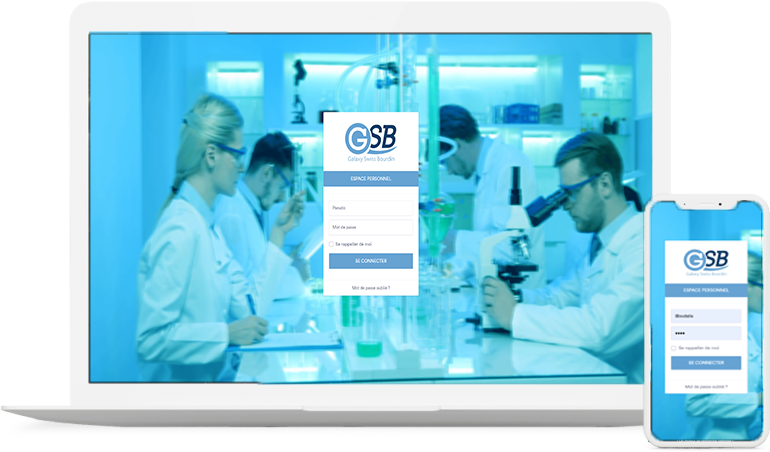 GSB
Galaxy Swiss Bourdin
ESPACE PERSONNEL
Pseudo
Mot de passe
Se rappeller de moi
SE CONNECTER
Mot de passe oublié ?
GSB
Galaxy Swiss Bourdin
ESPACE PERSONNEL
••••
Se rappeller de moi
SE CONNECTER
Mot de passe oublié ?